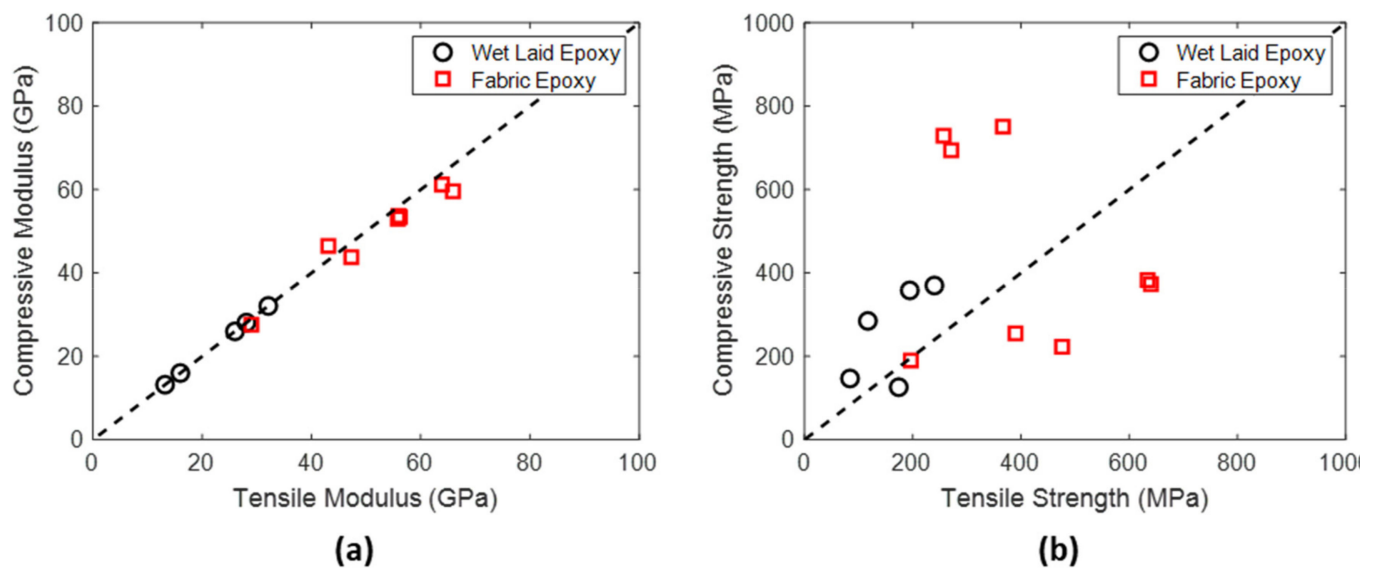 100
80
60
40
20
0
0 20 40 60 80 100
Compressive Modulus (GPa)
Tensile Modulus (GPa)
Wet Laid Epoxy
Fabric Epoxy
(a)
1000
800
600
400
200
0
0 200 400 600 800 1000
Compressive Strength (MPa)
Tensile Strength (MPa)
Wet Laid Epoxy
Fabric Epoxy
(b)